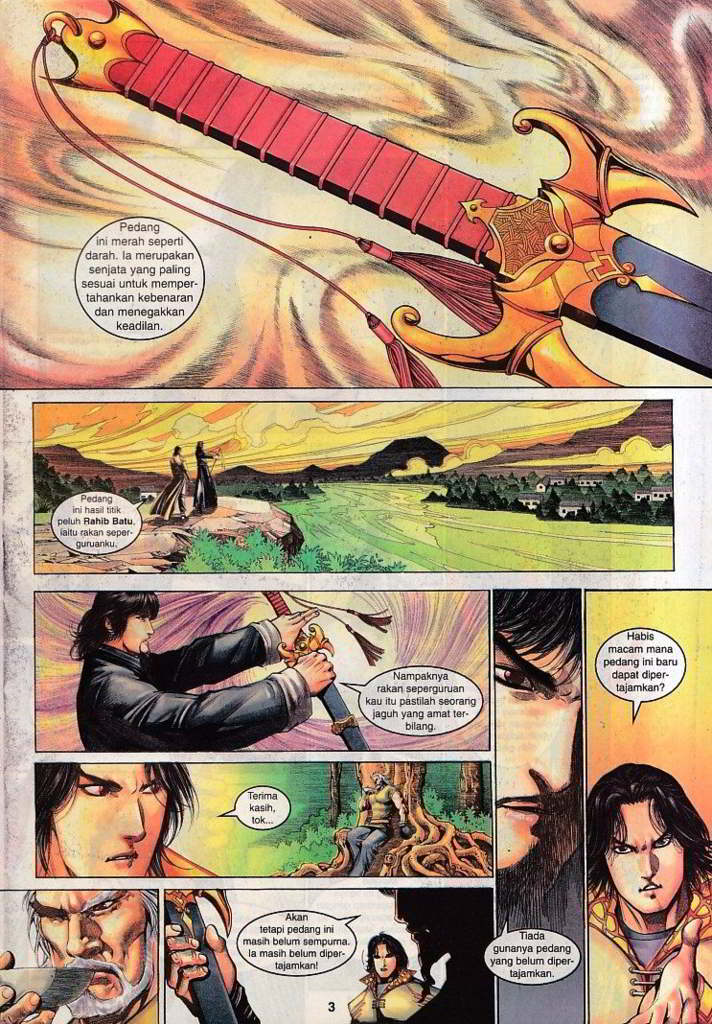 Pedang
ini merah seperti
darah. Ia merupakan
senjata yang paling
sesuai untuk memper-
tahankan kebenaran
dan menegakkan
keadilan.
Pedang
ini hasil titik
peluh Rahib Batu,
iaitu rakan seper-
guruanku.
Nampaknya
rakan seperguruan
kau itu pastilah seorang
jaguh yang amat ter-
bilang.
Terima
kasih,
tok...
Akan
tetapi pedang ini
masih belum sempurna.
Ia masih belum diper-
tajamkan!
Tiada
gunanya pedang
yang belum diper-
tajamkan.
Habis
macam mana
pedang ini baru
dapat diper-
tajamkan?
3